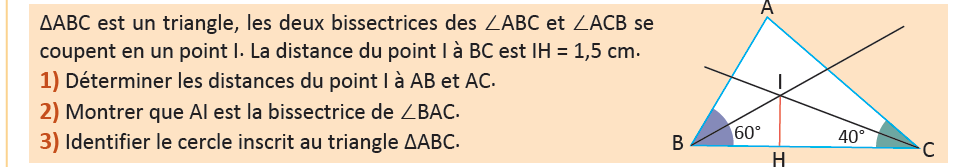 ∆ABC est un triangle, les deux bissectrices des ∠ABC et ∠ACB se
coupent en un point I. La distance du point I à BC est IH = 1,5 cm.
1) Déterminer les distances du point I à AB et AC.
2) Montrer que AI est la bissectrice de ∠BAC.
3) Identifier le cercle inscrit au triangle ∆ABC.
A
I
60°
40°
B
H
C